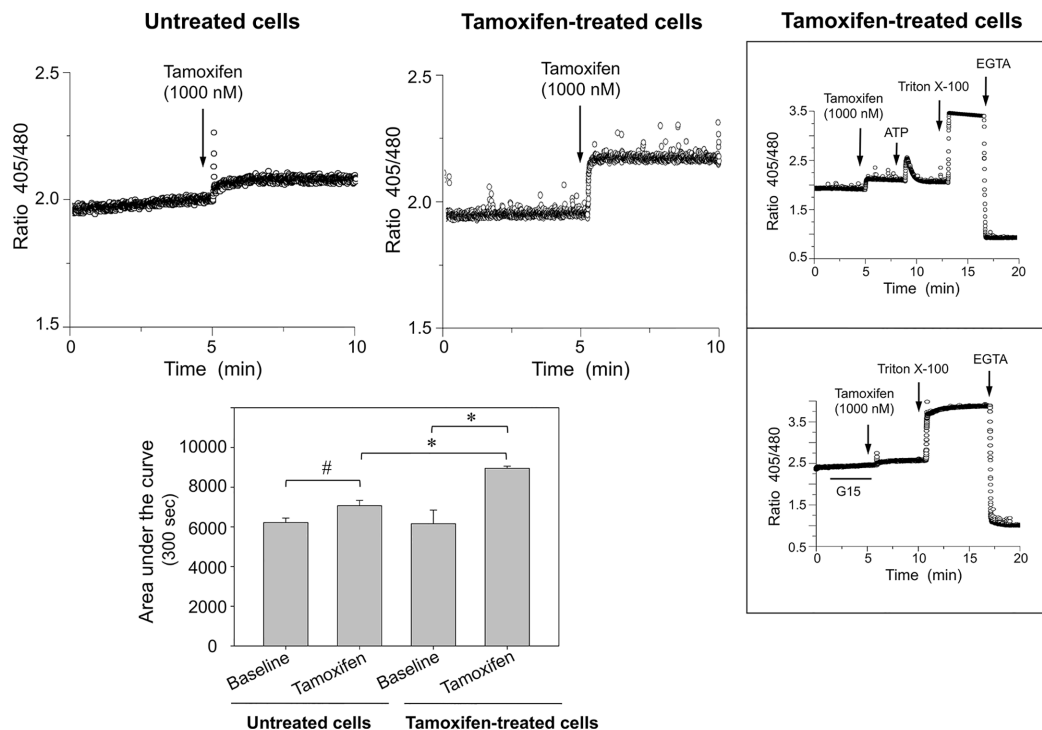 Untreated cells
Tamoxifen
(1000 nM)
2.5
2.0
1.5
Ratio 405/480
0
5
10
Time (min)
Tamoxifen-treated cells
Tamoxifen
(1000 nM)
2.5
2.0
1.5
Ratio 405/480
0
5
10
Time (min)
Tamoxifen-treated cells
EGTA
Triton X-100
Tamoxifen
(1000 nM)
ATP
3.5
2.5
1.5
0.5
Ratio 405/480
0
5
10
15
20
Time (min)
EGTA
Triton X-100
Tamoxifen
(1000 nM)
3.5
2.5
1.5
0.5
Ratio 405/480
G15
0
5
10
15
20
Time (min)
Area under the curve
(300 sec)
10000
8000
6000
4000
2000
0
#
*
*
Baseline
Tamoxifen
Baseline
Tamoxifen
Untreated cells
Tamoxifen-treated cells